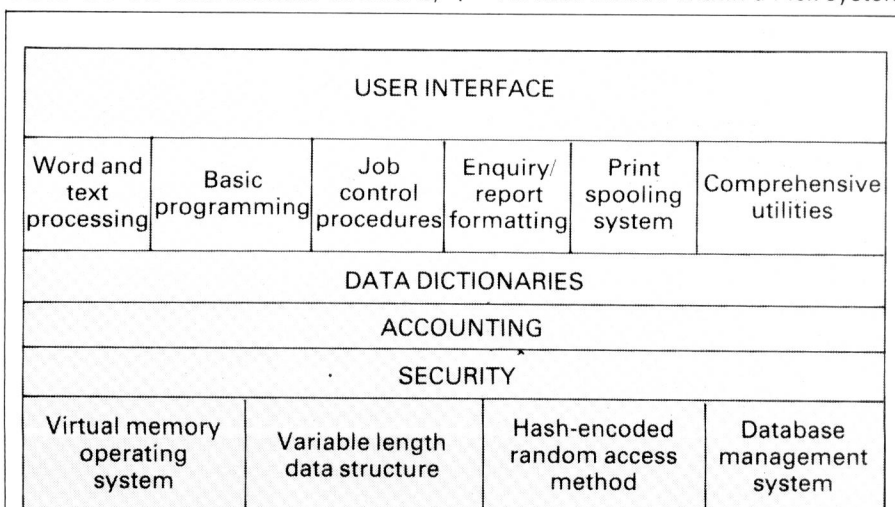 Pick system
USER INTERFACE
Word and text processing
Basic programming
Job control procedures
Enquiry/ report formatting
Print spooling system
Comprehensive utilities
DATA DICTIONARIES
ACCOUNTING
SECURITY
Virtual memory operating system
Variable length data structure
Hash-encoded random access method
Database management system